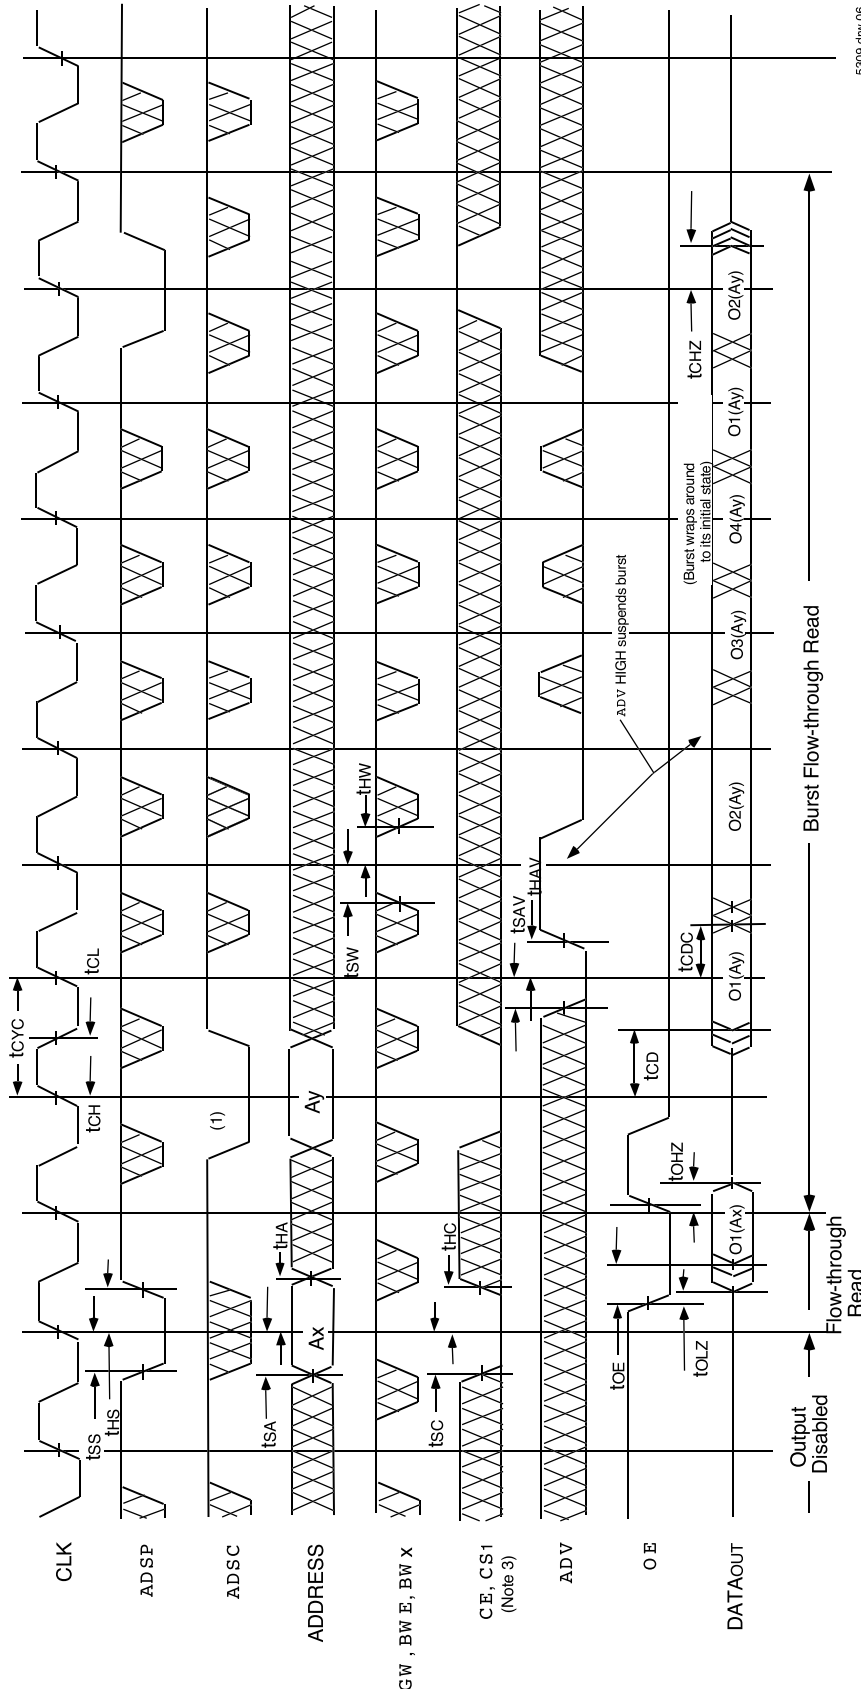 CLK
ADSP
ADSC
ADDRESS
GW, BWE, BWx
CE, CS1
(Note 3)
ADV
OE
DATAOUT
tCYC
tCH
tCL
tSS
tHS
(1)
tSA
tHA
Ax
Ay
tSW
tHW
tSC
tHC
tSAV
tHAV
ADV HIGH suspends burst
tOE
tOHZ
tOLZ
tCD
tCDC
tCHZ
(Burst wraps around
to its initial state)
O1(Ax)
O1(Ay)
O2(Ay)
O3(Ay)
O4(Ay)
O1(Ay)
O2(Ay)
Output
Disabled
Flow-through
Read
Burst Flow-through Read
5309 drw 06